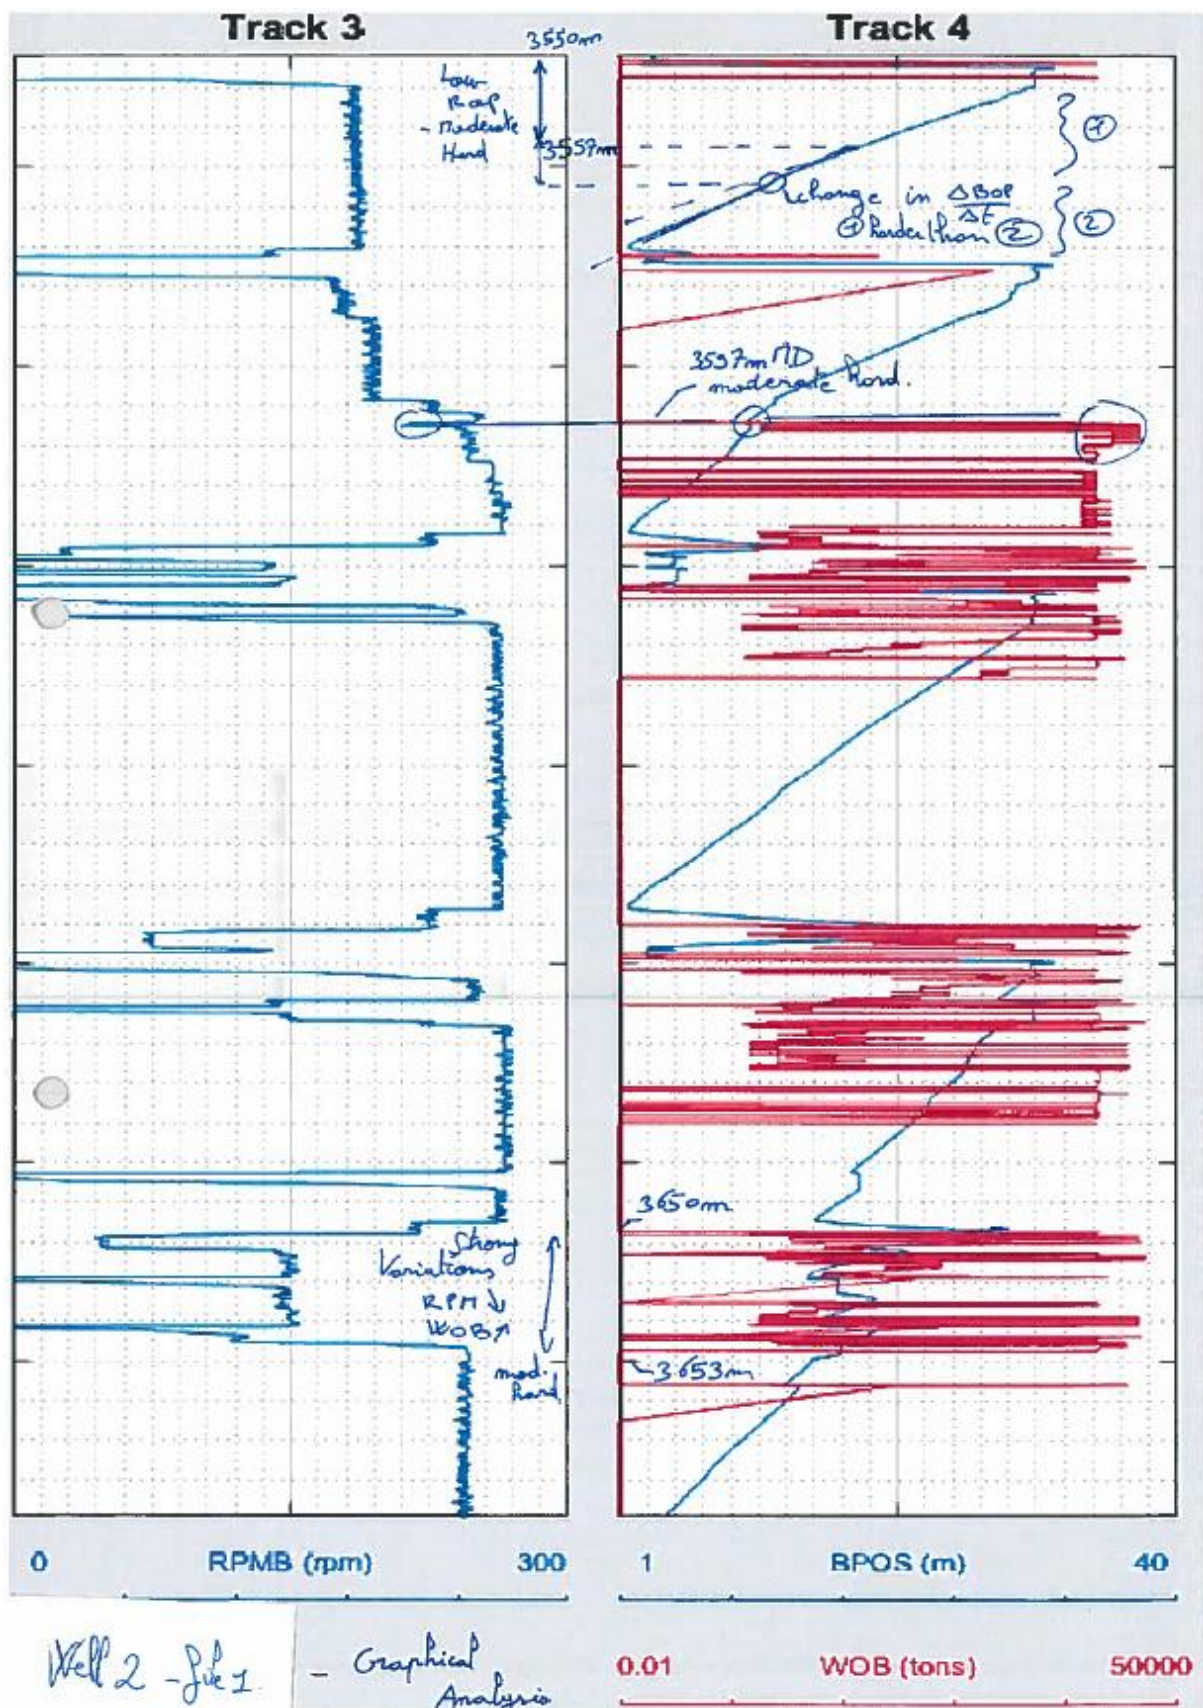 Track 3
Track 4
3550m
Low
Rop
- Moderate
Hard
3557m
①
change in ΔBOP
Δt
① harder than ②
②
3597m MD
moderate hard.
3650m
Strong
Variations
RPM ↓
WOB ↑
mod.
hard
3653m
0 RPMB (rpm) 300
1 BPOS (m) 40
0.01 WOB (tons) 50000
Well 2
- Graphical
Analysis